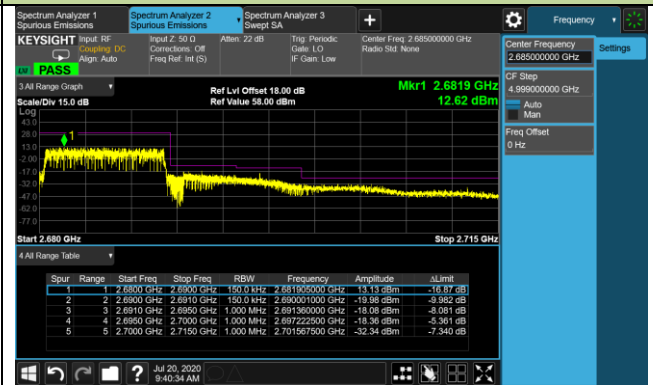 Spectrum Analyzer 1
Spurious Emissions
Spectrum Analyzer 2
Spurious Emissions
Spectrum Analyzer 3
Swept SA
+
Frequency
KEYSIGHT
Input: RF
Coupling: DC
Align: Auto
Input Z: 50 Ω
Corrections: Off
Freq Ref: Int (S)
Atten: 22 dB
Trig: Periodic
Gate: LO
IF Gain: Low
Center Freq: 2.685000000 GHz
Radio Std: None
PASS
3 All Range Graph
Scale/Div 15.0 dB
Ref Lvl Offset 18.00 dB
Ref Value 58.00 dBm
Mkr1 2.6819 GHz
12.62 dBm
Log
43.0
28.0
13.0
-2.00
-17.0
-32.0
-47.0
-62.0
-77.0
1
Start 2.680 GHz
Stop 2.715 GHz
4 All Range Table
Spur Range Start Freq Stop Freq RBW Frequency Amplitude ΔLimit
1 1 2.6800 GHz 2.6900 GHz 150.0 kHz 2.681905000 GHz 13.13 dBm -16.87 dB
2 2 2.6900 GHz 2.6910 GHz 150.0 kHz 2.690001000 GHz -19.98 dBm -9.982 dB
3 3 2.6910 GHz 2.6950 GHz 1.000 MHz 2.691360000 GHz -18.08 dBm -8.081 dB
4 4 2.6950 GHz 2.7000 GHz 1.000 MHz 2.697222500 GHz -18.36 dBm -5.361 dB
5 5 2.7000 GHz 2.7150 GHz 1.000 MHz 2.701567500 GHz -32.34 dBm -7.340 dB
Center Frequency
2.685000000 GHz
Settings
CF Step
4.999000000 GHz
Auto
Man
Freq Offset
0 Hz
?
Jul 20, 2020
9:40:34 AM